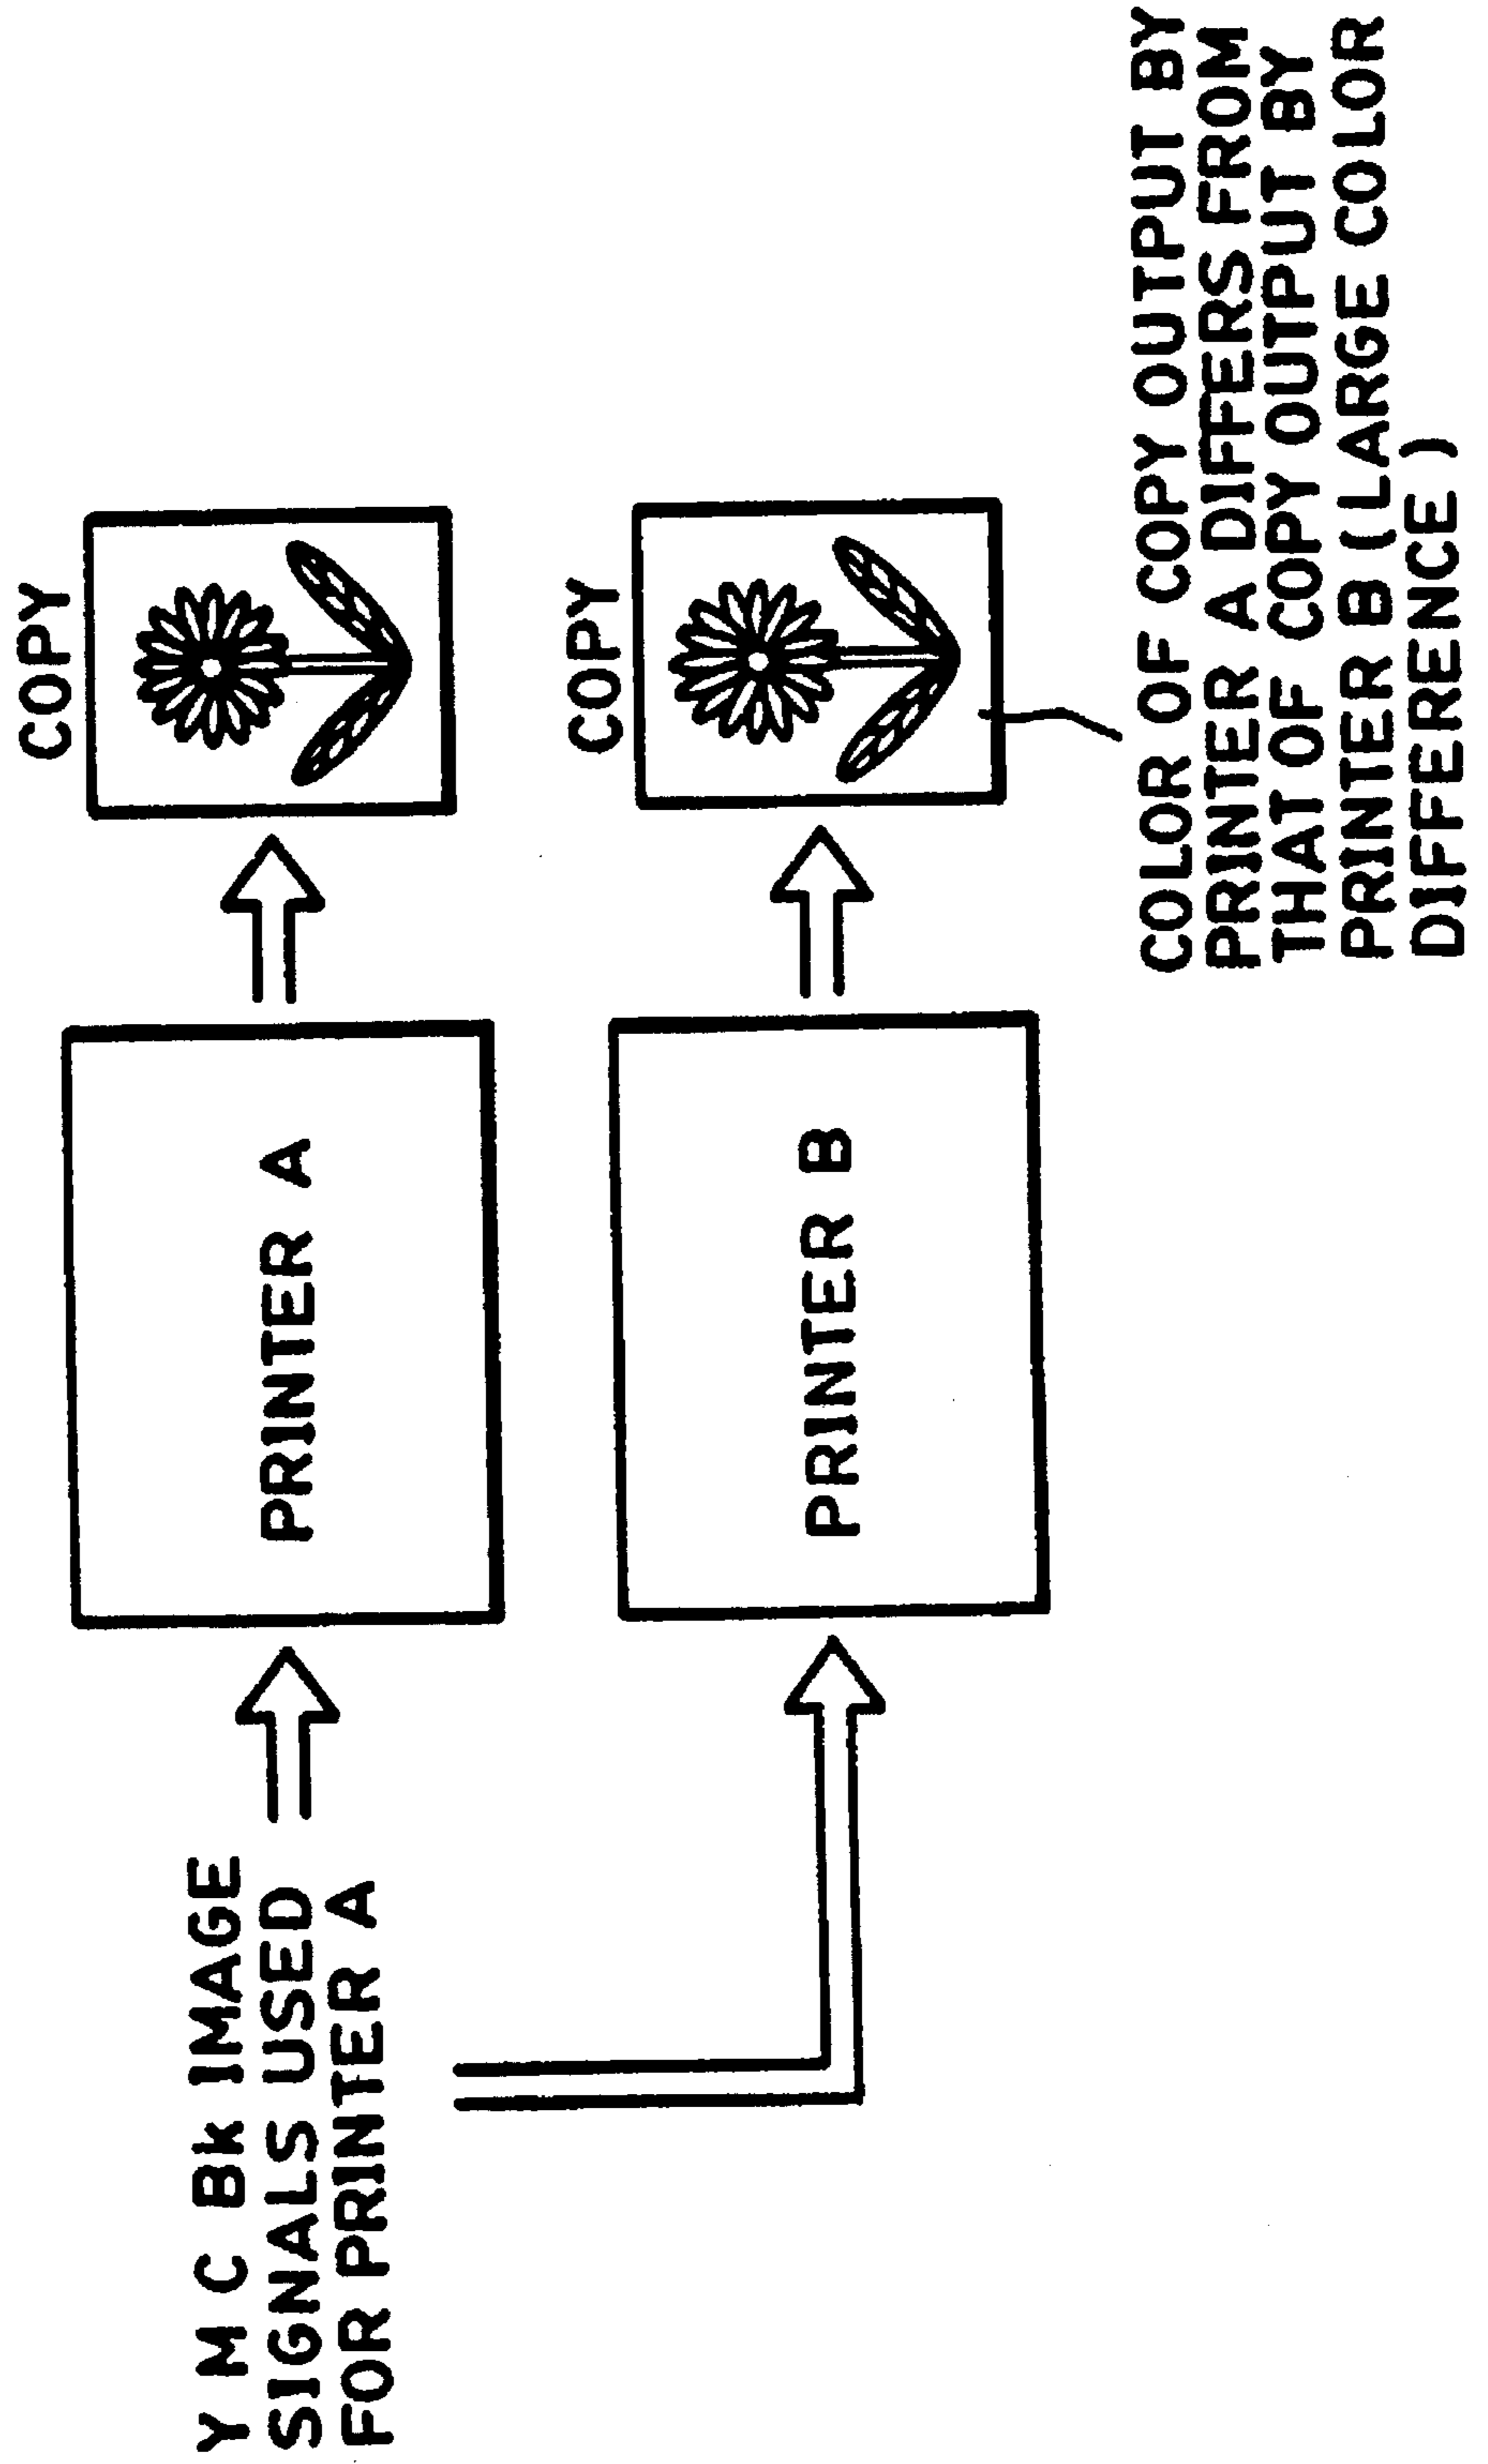 Y M C BK IMAGE
SIGNALS USED
FOR PRINTER A
PRINTER A
COPY
PRINTER B
COPY
COLOR OF COPY OUTPUT BY
PRINTER A DIFFERS FROM
THAT OF COPY OUTPUT BY
PRINTER B (LARGE COLOR
DIFFERENCE)